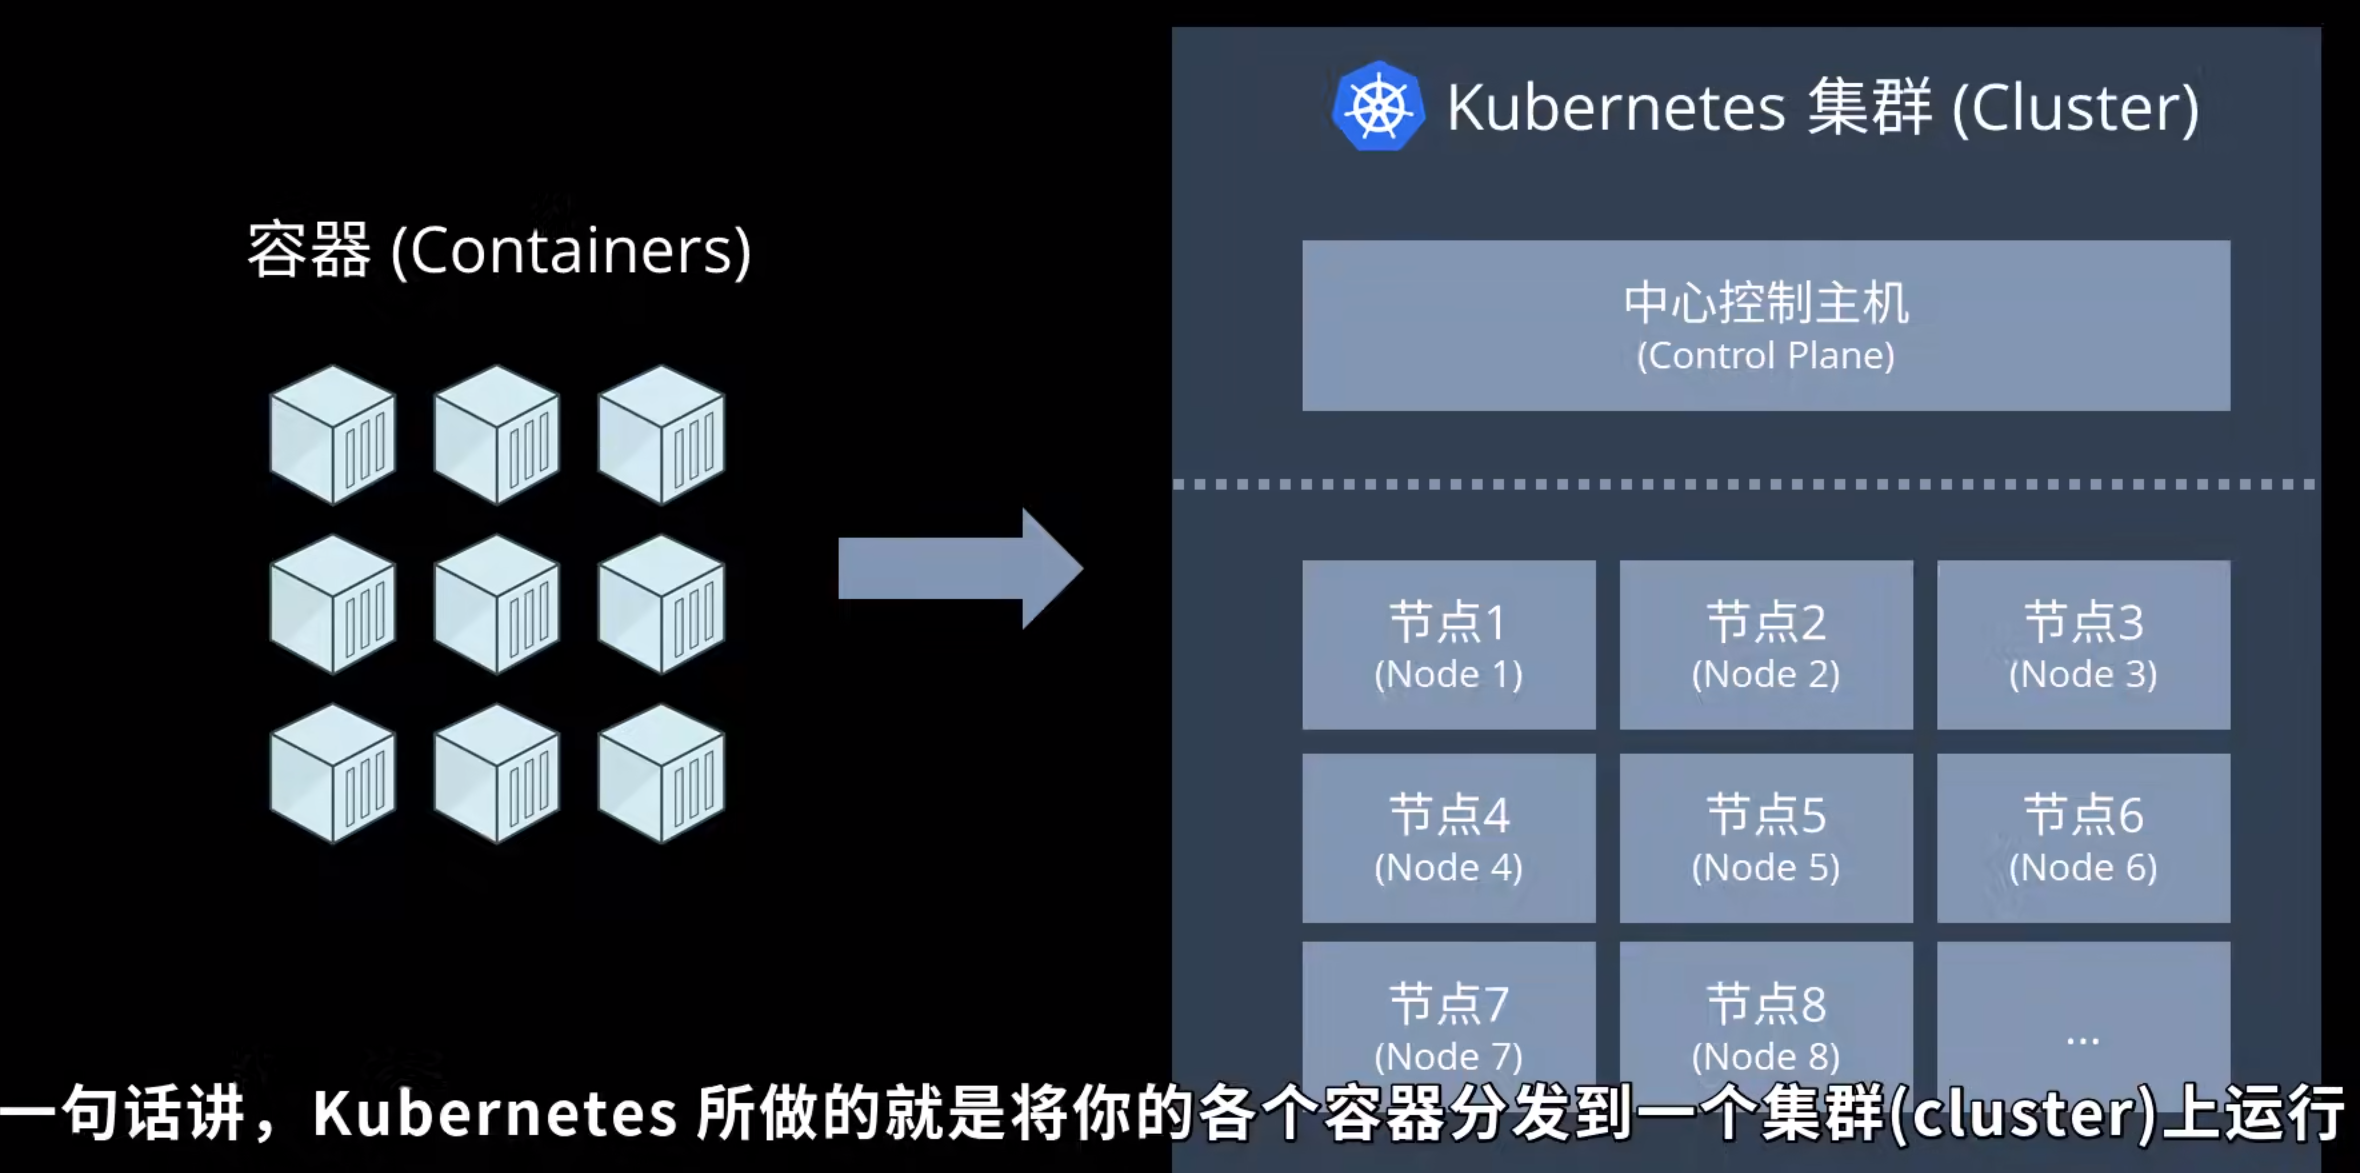 容器 (Containers)
Kubernetes 集群 (Cluster)
中心控制主机
(Control Plane)
节点1
(Node 1)
节点2
(Node 2)
节点3
(Node 3)
节点4
(Node 4)
节点5
(Node 5)
节点6
(Node 6)
节点7
(Node 7)
节点8
(Node 8)
...
一句话讲，Kubernetes 所做的就是将你的各个容器分发到一个集群(cluster)上运行